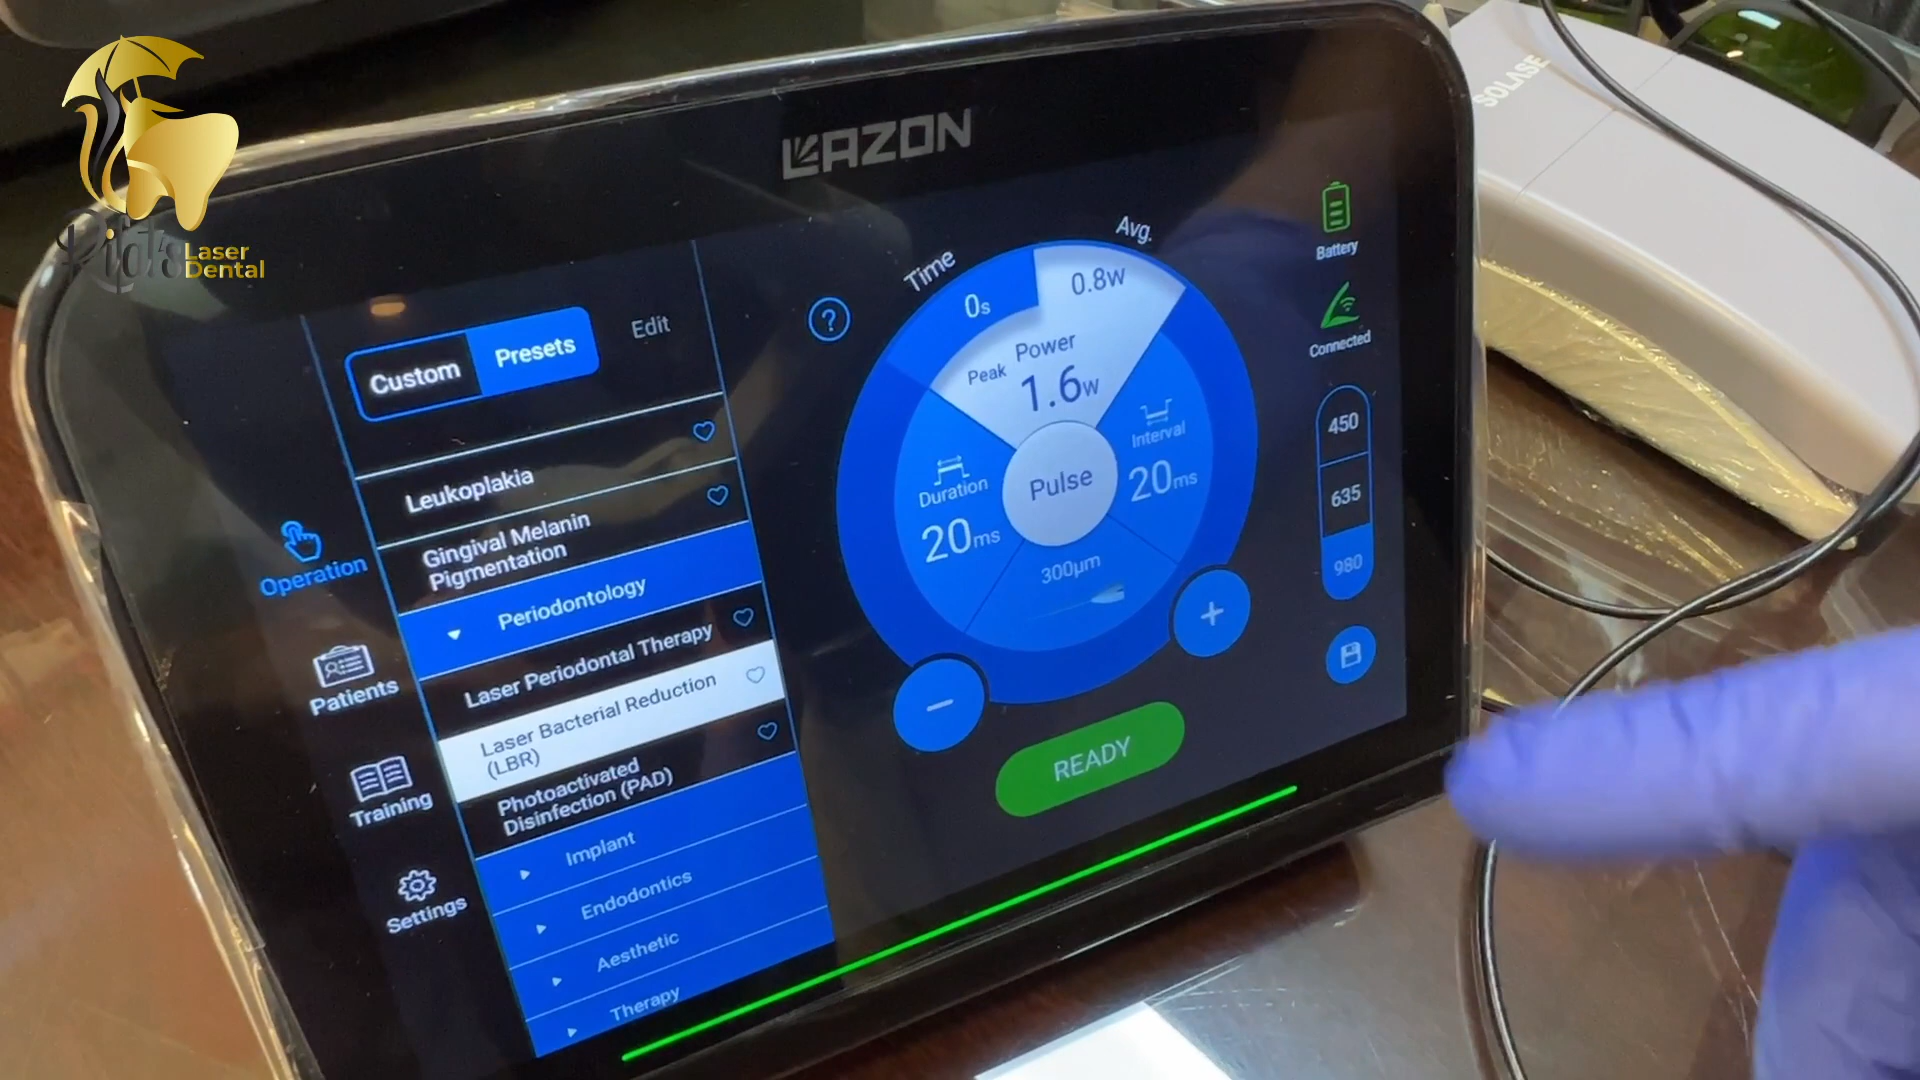 LAZON
SOLASE
Laser
Dental
Custom
Presets
Edit
Leukoplakia
Gingival Melanin
Pigmentation
Periodontology
Laser Periodontal Therapy
Laser Bacterial Reduction
(LBR)
Photoactivated
Disinfection (PAD)
Implant
Endodontics
Aesthetic
Therapy
Operation
Patients
Training
Settings
?
Time
0s
Avg.
0.8w
Power
Peak 1.6w
Duration
20ms
Pulse
Interval
20ms
300µm
−
+
READY
Battery
Connected
450
635
980